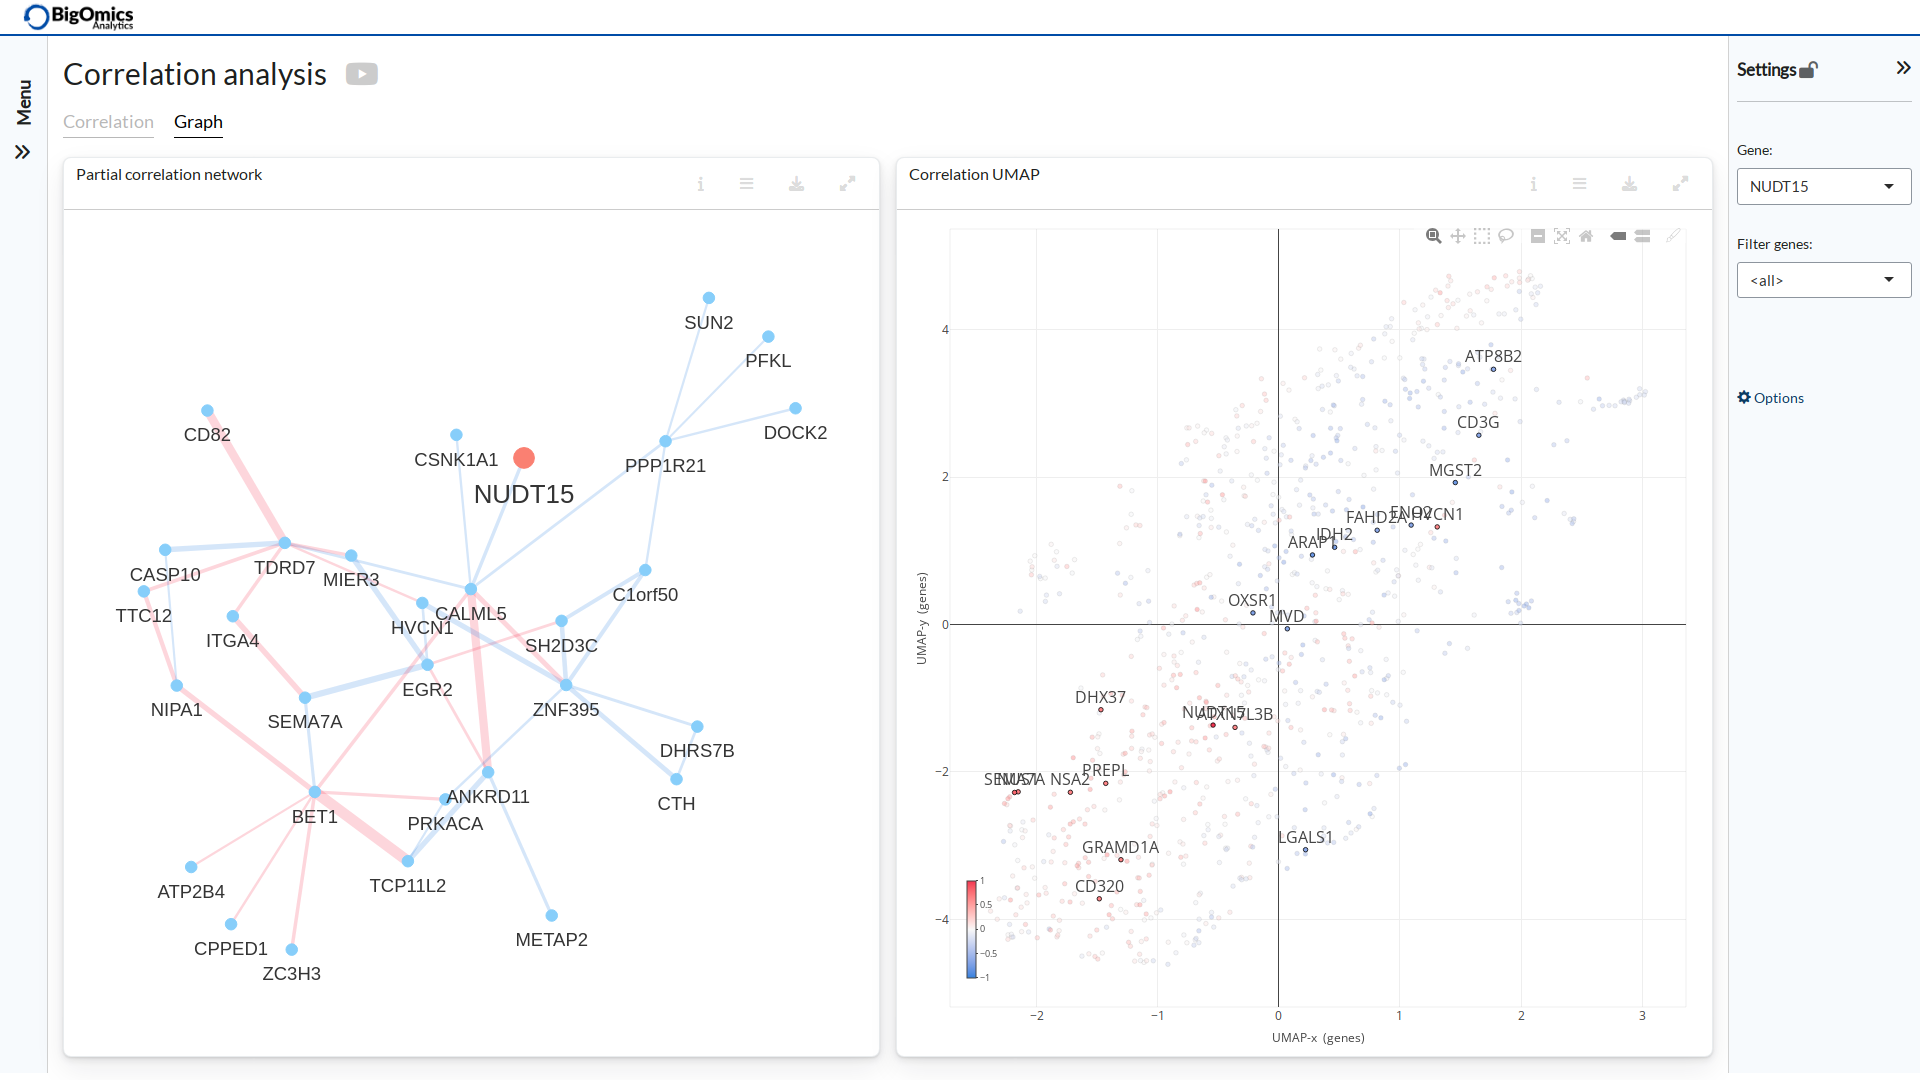 BigOmics
Analytics
Menu
Correlation analysis
Correlation
Graph
Partial correlation network
SUN2
PFKL
CD82
DOCK2
CSNK1A1
PPP1R21
NUDT15
CASP10
TDRD7
MIER3
C1orf50
TTC12
CALML5
HVCN1
ITGA4
SH2D3C
EGR2
NIPA1
ZNF395
SEMA7A
DHRS7B
ANKRD11
CTH
BET1
PRKACA
TCP11L2
ATP2B4
METAP2
CPPED1
ZC3H3
Correlation UMAP
ATP8B2
CD3G
MGST2
FAHD2A
ENO2
HVCN1
IDH2
ARAP1
OXSR1
MVD
DHX37
NUDT15
ATXN7L3B
PREPL
SEMA7A
NSA2
LGALS1
GRAMD1A
CD320
1
0.5
0
−0.5
−1
4
2
0
−2
−4
−2
−1
0
1
2
3
UMAP-x (genes)
UMAP-y (genes)
Settings
Gene:
NUDT15
Filter genes:
<all>
Options